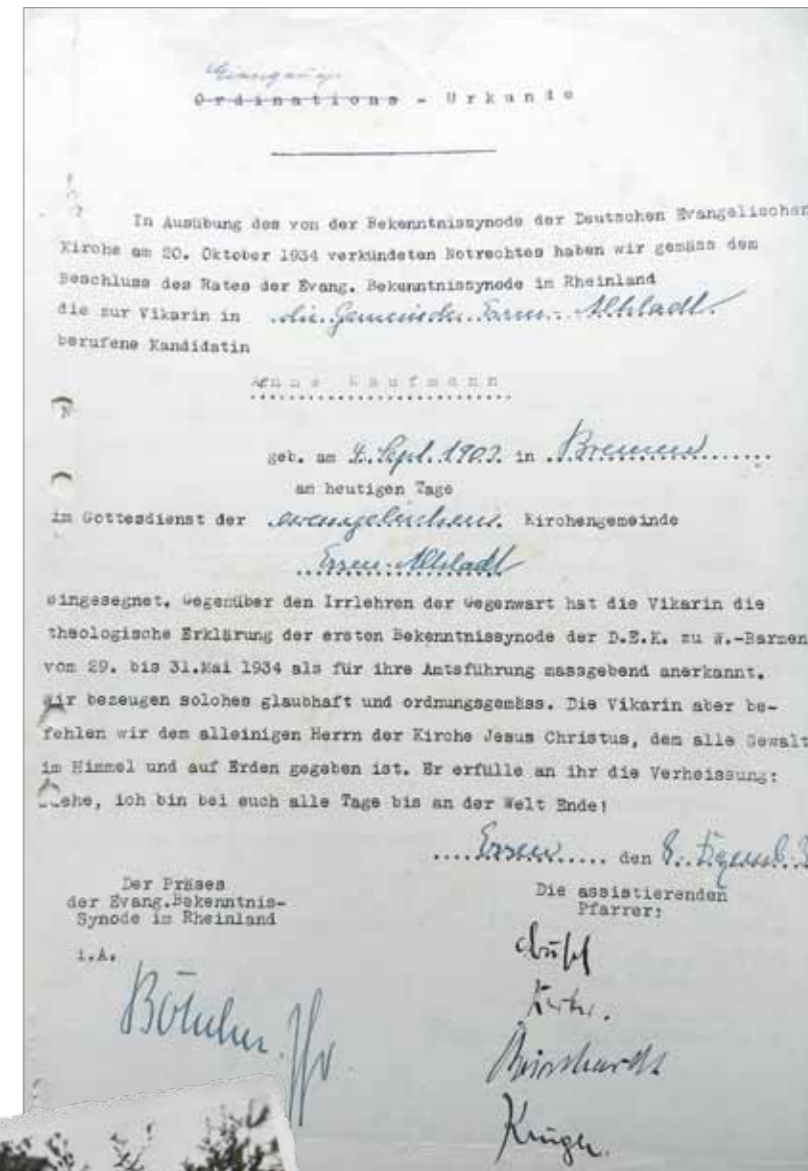 Einsegnungs
Ordinations - Urkunde
In Ausübung des von der Bekenntnissynode der Deutschen Evangelischen
Kirche am 20. Oktober 1934 verkündeten Notrechtes haben wir gemäss dem
Beschluss des Rates der Evang. Bekenntnissynode im Rheinland
die zur Vikarin in die Gemeinde Essen-Altstadt
berufene Kandidatin
Änne Kaufmann
geb. am 4. Sept. 1903 in Bremen
am heutigen Tage
im Gottesdienst der evangelischen Kirchengemeinde
Essen-Altstadt
eingesegnet. Gegenüber den Irrlehren der Gegenwart hat die Vikarin die
theologische Erklärung der ersten Bekenntnissynode der D.E.K. zu W.-Barmen
vom 29. bis 31.Mai 1934 als für ihre Amtsführung massgebend anerkannt.
Wir bezeugen solches glaubhaft und ordnungsgemäss. Die Vikarin aber be-
fehlen wir dem alleinigen Herrn der Kirche Jesus Christus, dem alle Gewalt
im Himmel und auf Erden gegeben ist. Er erfülle an ihr die Verheissung:
Siehe, ich bin bei euch alle Tage bis an der Welt Ende!
Essen den 8. Dezemb.
Der Präses
der Evang.Bekenntnis-
Synode im Rheinland
i.A.
Die assistierenden
Pfarrer:
Böttcher Pfr
Krüger.